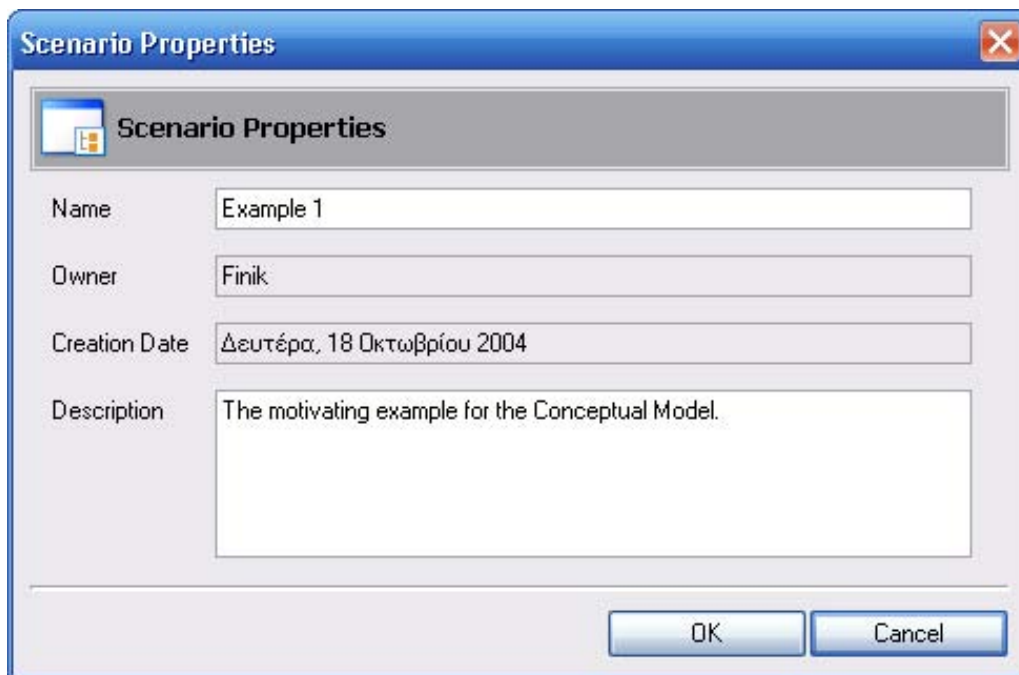 Scenario Properties
Scenario Properties
Name Example 1
Owner Finik
Creation Date Δευτέρα, 18 Οκτωβρίου 2004
Description The motivating example for the Conceptual Model.
OK Cancel